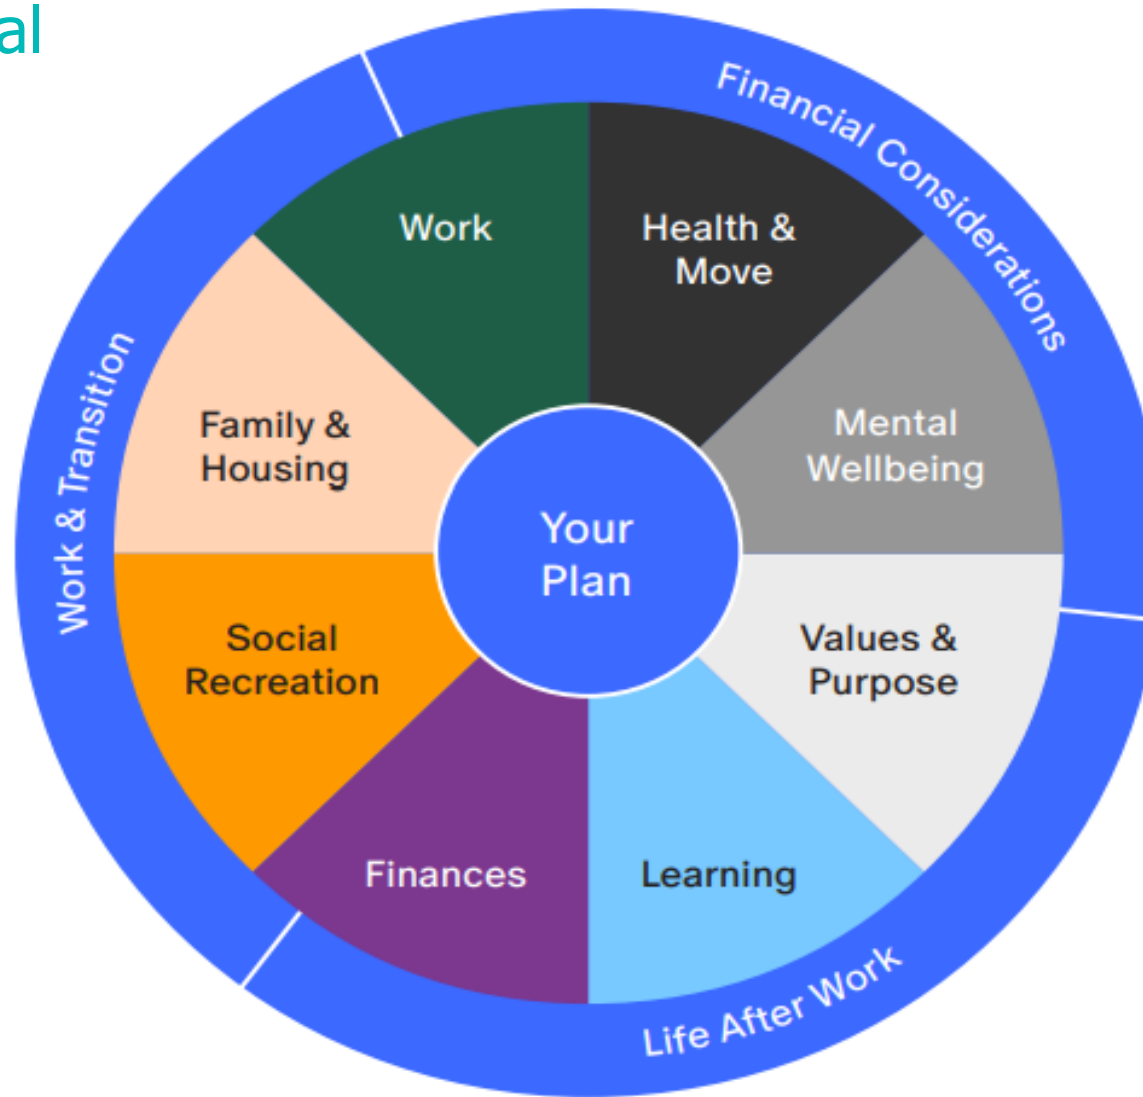 al
Financial Considerations
Work
Health &
Move
Work & Transition
Family &
Housing
Mental
Wellbeing
Your
Plan
Social
Recreation
Values &
Purpose
Finances
Learning
Life After Work